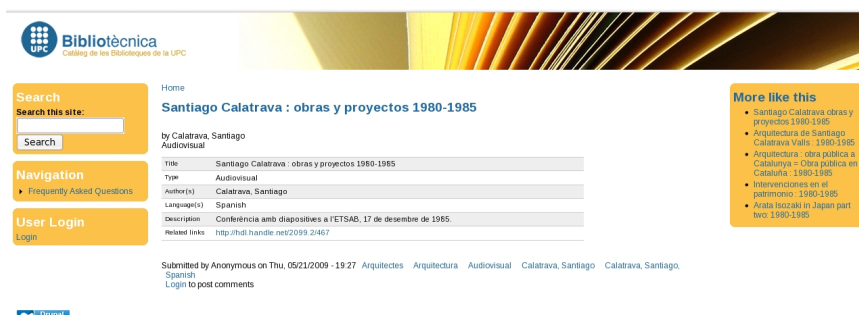 UPC
Bibliotècnica
Catàleg de les Biblioteques de la UPC
Search
Search this site:
Search
Navigation
Frequently Asked Questions
User Login
Login
Home
Santiago Calatrava : obras y proyectos 1980-1985
by Calatrava, Santiago
Audiovisual
Title Santiago Calatrava : obras y proyectos 1980-1985
Type Audiovisual
Author(s) Calatrava, Santiago
Language(s) Spanish
Description Conferència amb diapositives a l'ETSAB, 17 de desembre de 1985.
Related links http://hdl.handle.net/2099.2/467
Submitted by Anonymous on Thu, 05/21/2009 - 19:27 Arquitectes Arquitectura Audiovisual Calatrava, Santiago Calatrava, Santiago,
Spanish
Login to post comments
More like this
Santiago Calatrava obras y
proyectos 1980-1985
Arquitectura de Santiago
Calatrava Valls : 1980-1985
Arquitectura : obra pública a
Catalunya = Obra pública en
Cataluña : 1980-1985
Intervenciones en el
patrimonio : 1980-1985
Arata Isozaki in Japan part
two: 1980-1985
Drupal